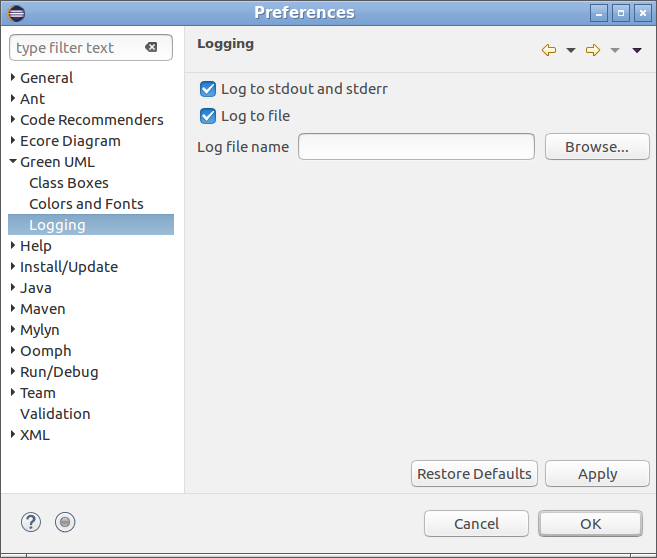 Preferences
type filter text
General
Ant
Code Recommenders
Ecore Diagram
Green UML
Class Boxes
Colors and Fonts
Logging
Help
Install/Update
Java
Maven
Mylyn
Oomph
Run/Debug
Team
Validation
XML
Logging
Log to stdout and stderr
Log to file
Log file name
Browse...
Restore Defaults
Apply
?
Cancel
OK